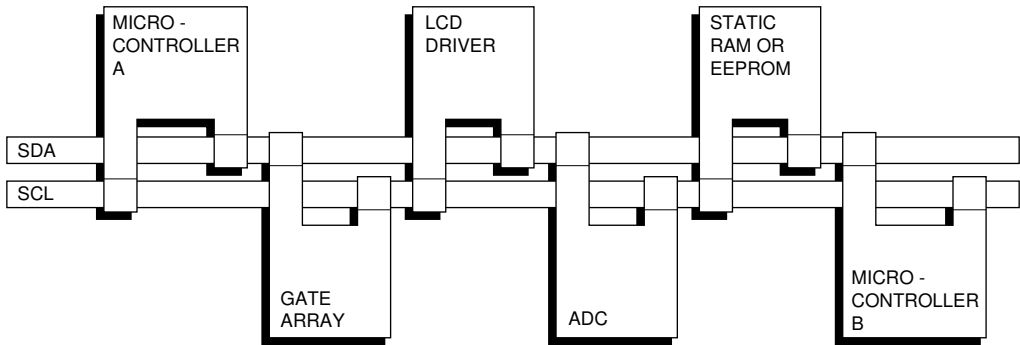 MICRO -
CONTROLLER
A
LCD
DRIVER
STATIC
RAM OR
EEPROM
SDA
SCL
GATE
ARRAY
ADC
MICRO -
CONTROLLER
B